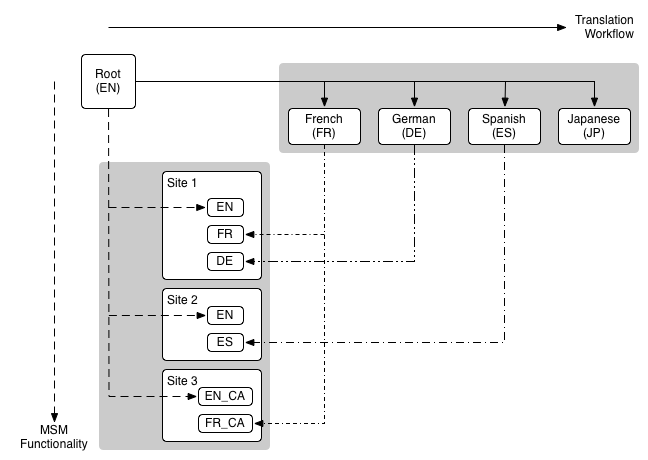 Translation
Workflow
Root
(EN)
French
(FR)
German
(DE)
Spanish
(ES)
Japanese
(JP)
Site 1
EN
FR
DE
Site 2
EN
ES
Site 3
EN_CA
FR_CA
MSM
Functionality